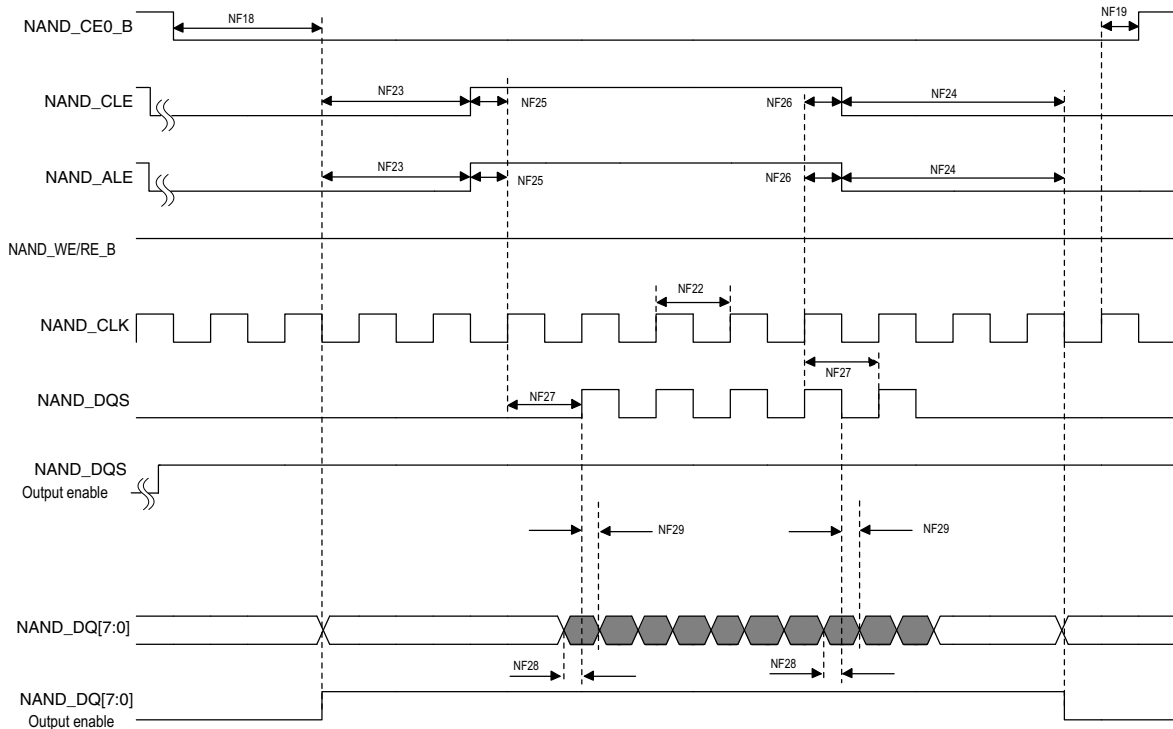 NF18
NF19
NAND_CE0_B
NF23
NF25
NF26
NF24
NAND_CLE
NF23
NF25
NF26
NF24
NAND_ALE
NAND_WE/RE_B
NF22
NAND_CLK
NF27
NF27
NAND_DQS
NAND_DQS
Output enable
NF29
NF29
NAND_DQ[7:0]
NF28
NF28
NAND_DQ[7:0]
Output enable